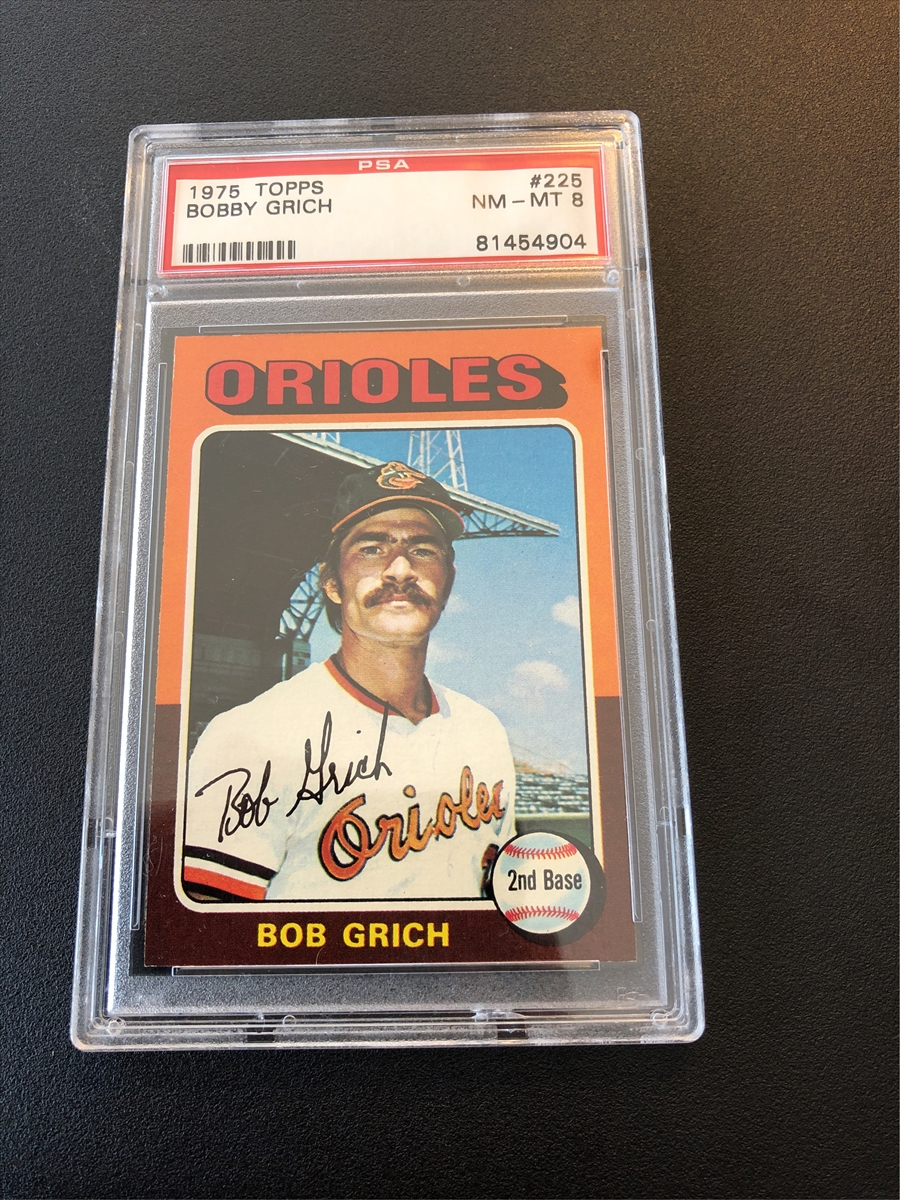 PSA
1975 TOPPS #225
BOBBY GRICH NM - MT 8
81454904
ORIOLES
Bob Grich
Orioles
2nd Base
BOB GRICH